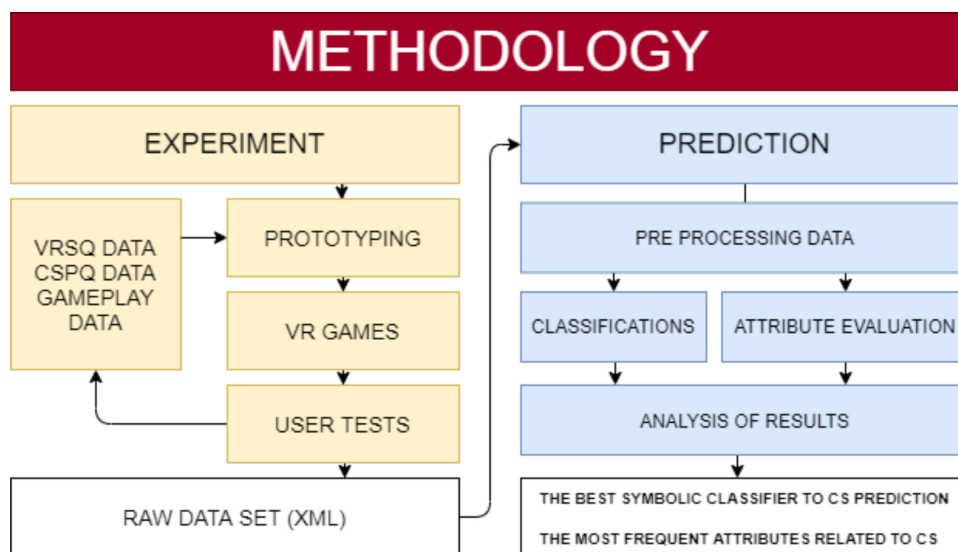 METHODOLOGY
EXPERIMENT
PROTOTYPING
VRSQ DATA
CSPQ DATA
GAMEPLAY
DATA
VR GAMES
USER TESTS
RAW DATA SET (XML)
PREDICTION
PRE PROCESSING DATA
CLASSIFICATIONS
ATTRIBUTE EVALUATION
ANALYSIS OF RESULTS
THE BEST SYMBOLIC CLASSIFIER TO CS PREDICTION
THE MOST FREQUENT ATTRIBUTES RELATED TO CS